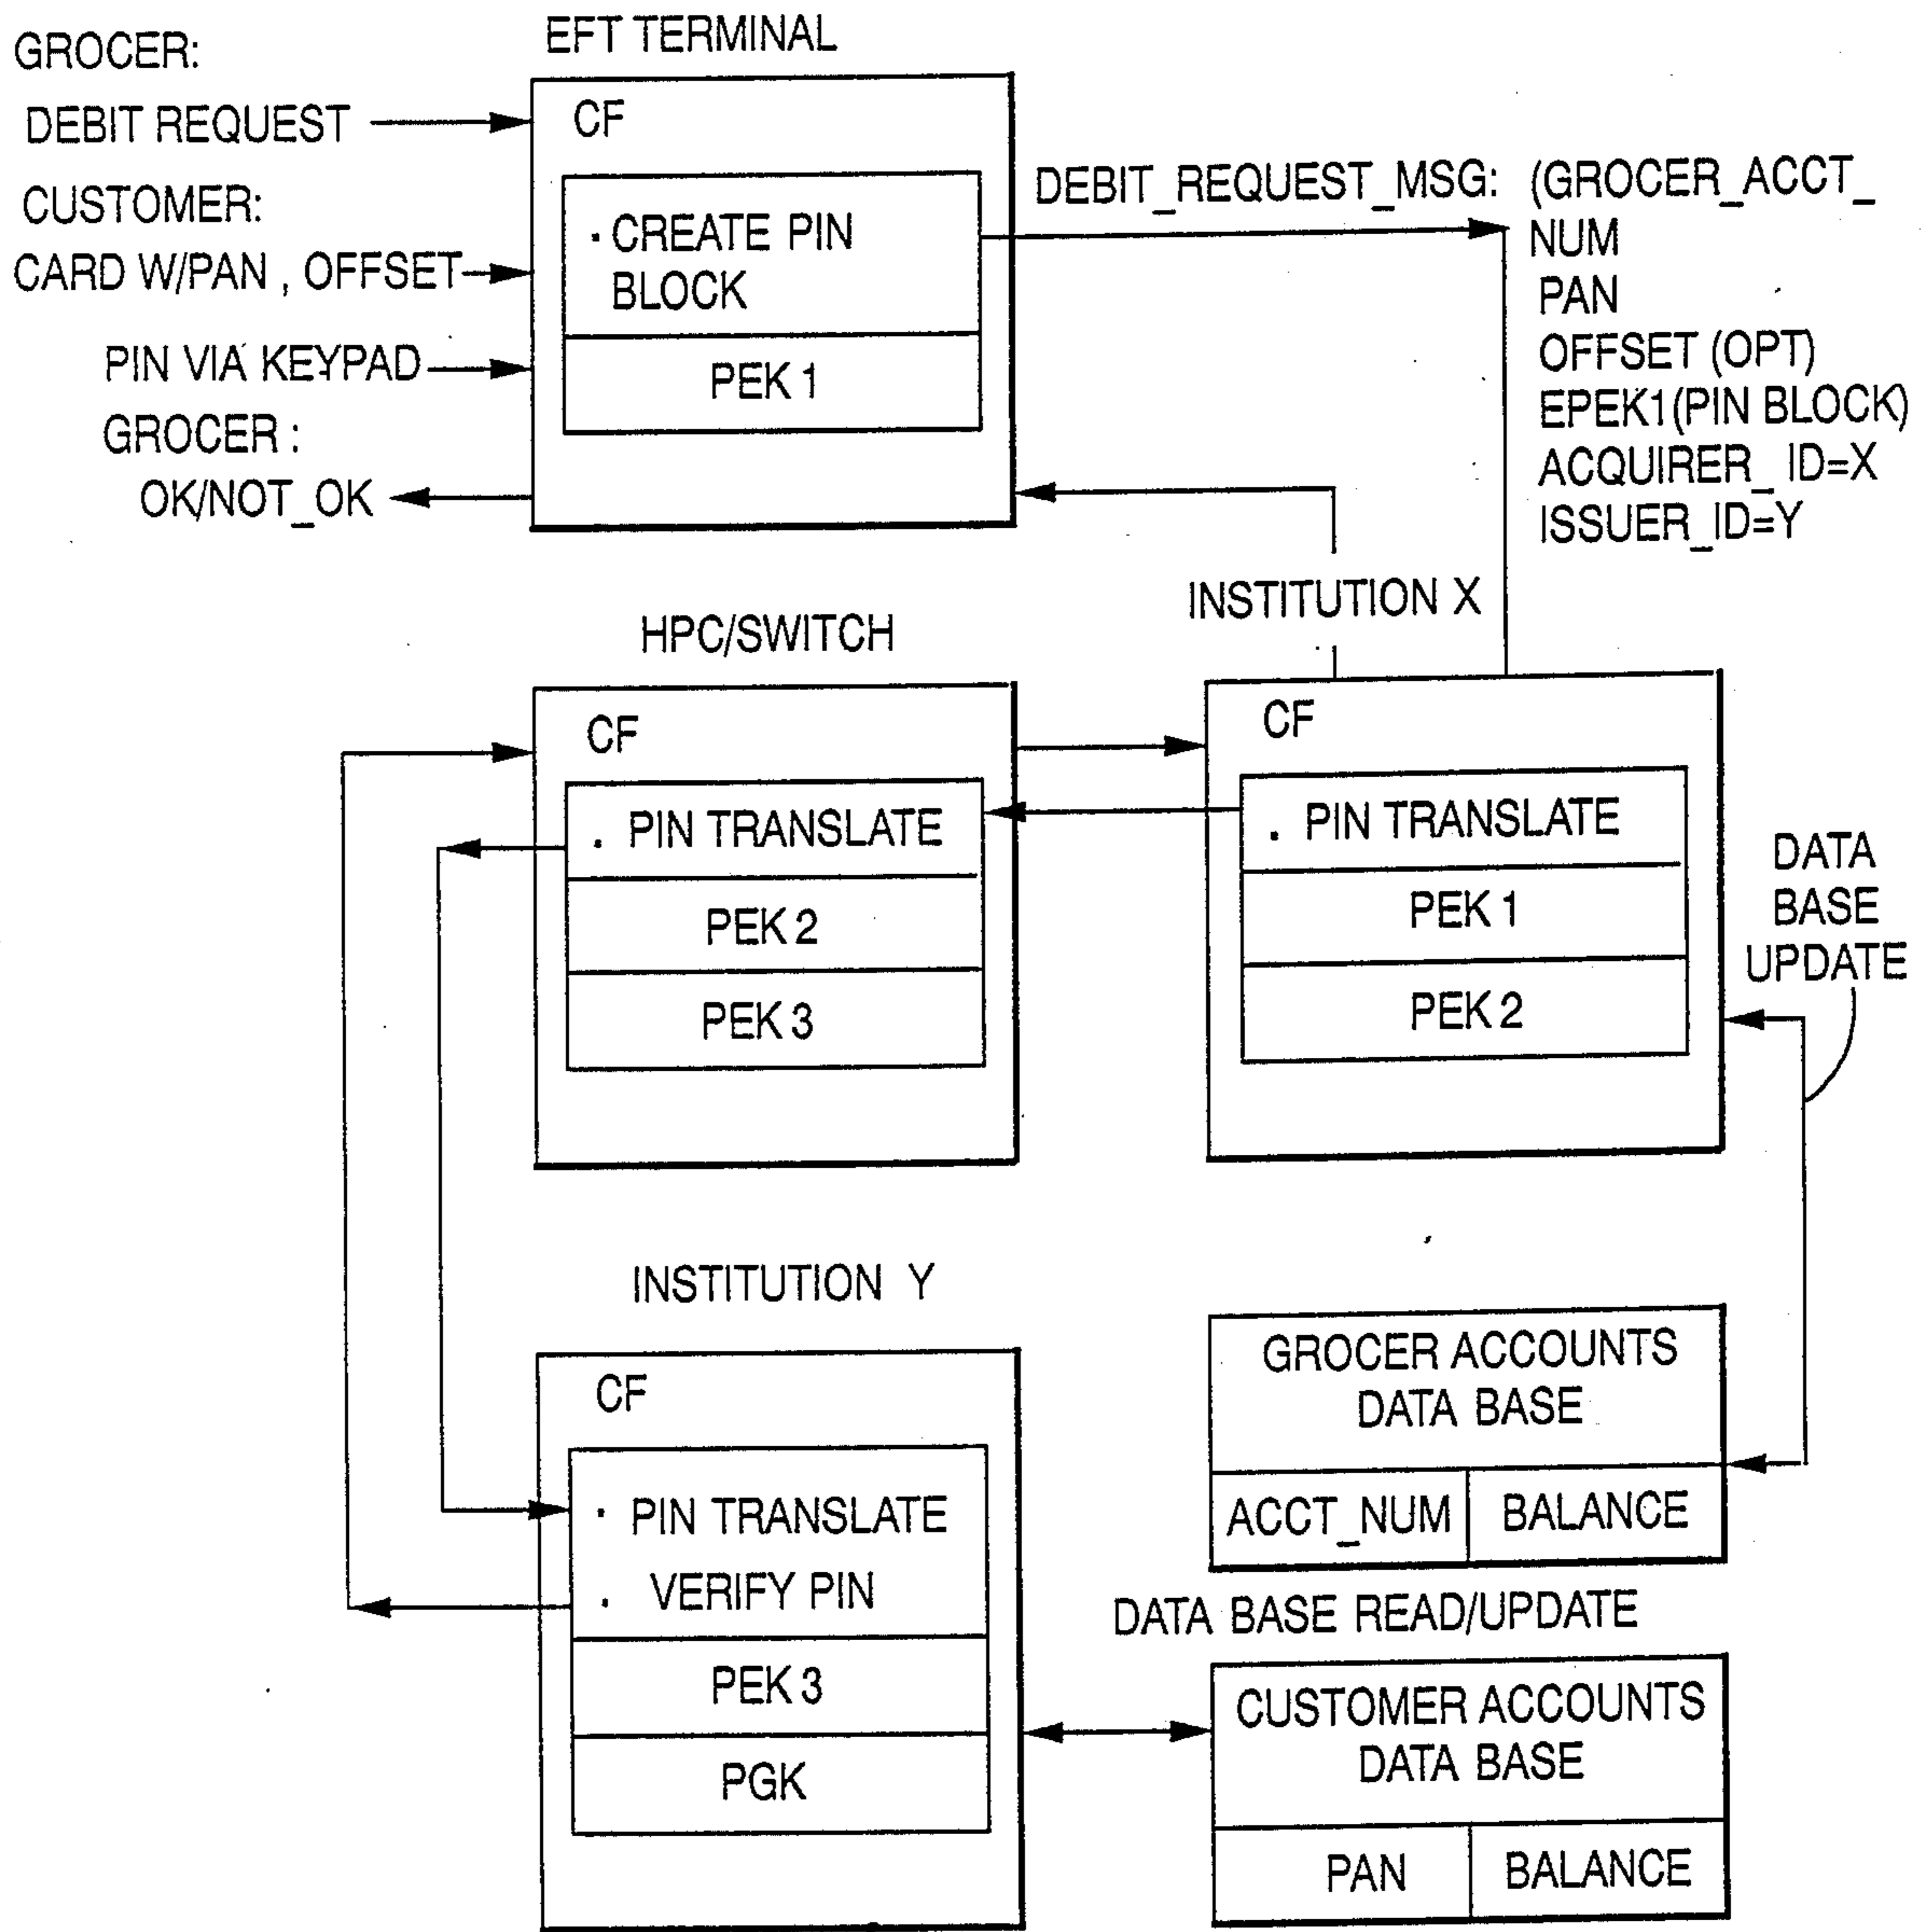 GROCER:
DEBIT REQUEST
CUSTOMER:
CARD W/PAN , OFFSET
PIN VIA KEYPAD
GROCER :
OK/NOT_OK
EFT TERMINAL
CF
. CREATE PIN
BLOCK
PEK 1
DEBIT_REQUEST_MSG: (GROCER_ACCT_
NUM
PAN
OFFSET (OPT)
EPEK1(PIN BLOCK)
ACQUIRER_ ID=X
ISSUER_ID=Y
HPC/SWITCH
CF
. PIN TRANSLATE
PEK 2
PEK 3
INSTITUTION X
CF
. PIN TRANSLATE
PEK 1
PEK 2
DATA
BASE
UPDATE
INSTITUTION Y
CF
. PIN TRANSLATE
. VERIFY PIN
PEK 3
PGK
GROCER ACCOUNTS
DATA BASE
ACCT_NUM BALANCE
DATA BASE READ/UPDATE
CUSTOMER ACCOUNTS
DATA BASE
PAN BALANCE